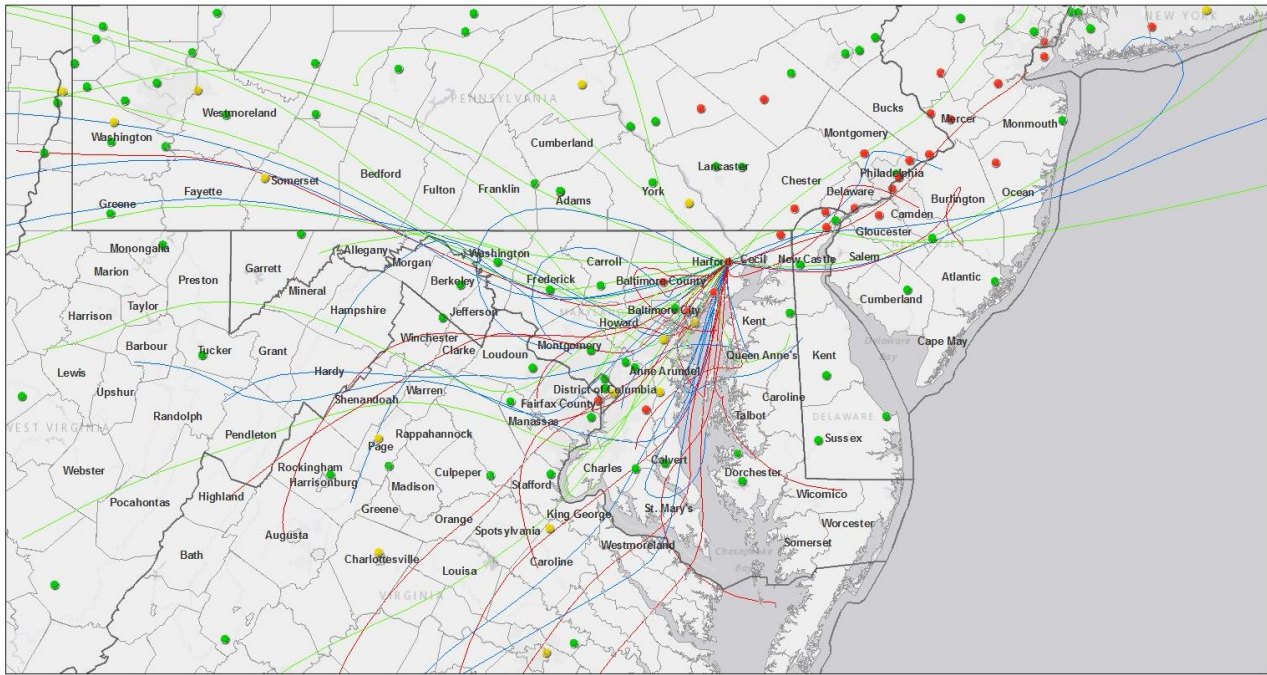 NEW YORK
PENNSYLVANIA
Bucks
Westmoreland
Mercer
Monmouth
Washington
Montgomery
Cumberland
Lancaster
Philadelphia
Chester
Bedford
Somerset
Fulton
Franklin
York
Delaware
Ocean
Fayette
Adams
Burlington
Greene
Camden
Gloucester
Monongalia
Allegany
Washington
Carroll
Harford
Cecil
New Castle
Salem
Morgan
Garrett
Marion
Preston
Berkeley
Frederick
Baltimore County
Atlantic
Mineral
Cumberland
Taylor
Hampshire
Jefferson
Baltimore City
Harrison
Howard
Kent
Winchester
Barbour
Clarke
Montgomery
Delaware
Bay
Cape May
Tucker
Grant
Loudoun
Queen Anne's
Kent
Lewis
Hardy
Anne Arundel
Upshur
Warren
District of Columbia
Caroline
Shenandoah
Fairfax County
Randolph
Talbot
DELAWARE
WEST VIRGINIA
Manassas
Pendleton
Rappahannock
Sussex
Page
Webster
Rockingham
Culpeper
Charles
Calvert
Harrisonburg
Dorchester
Madison
Stafford
Highland
Wicomico
Pocahontas
Greene
Orange
King George
St. Mary's
Augusta
Spotsylvania
Worcester
Westmoreland
Somerset
Bath
Charlottesville
Caroline
Chesapeake
Bay
Louisa
VIRGINIA